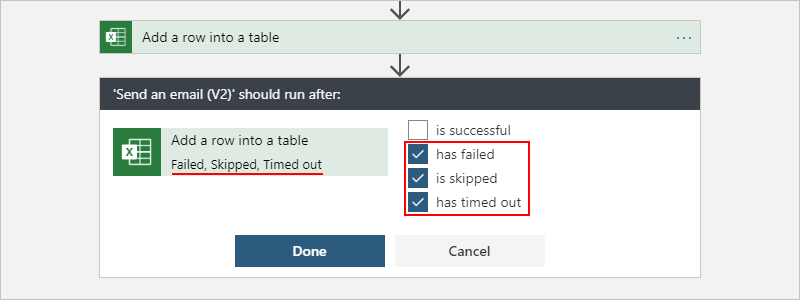 Add a row into a table
...
'Send an email (V2)' should run after:
Add a row into a table
Failed, Skipped, Timed out
is successful
has failed
is skipped
has timed out
Done
Cancel